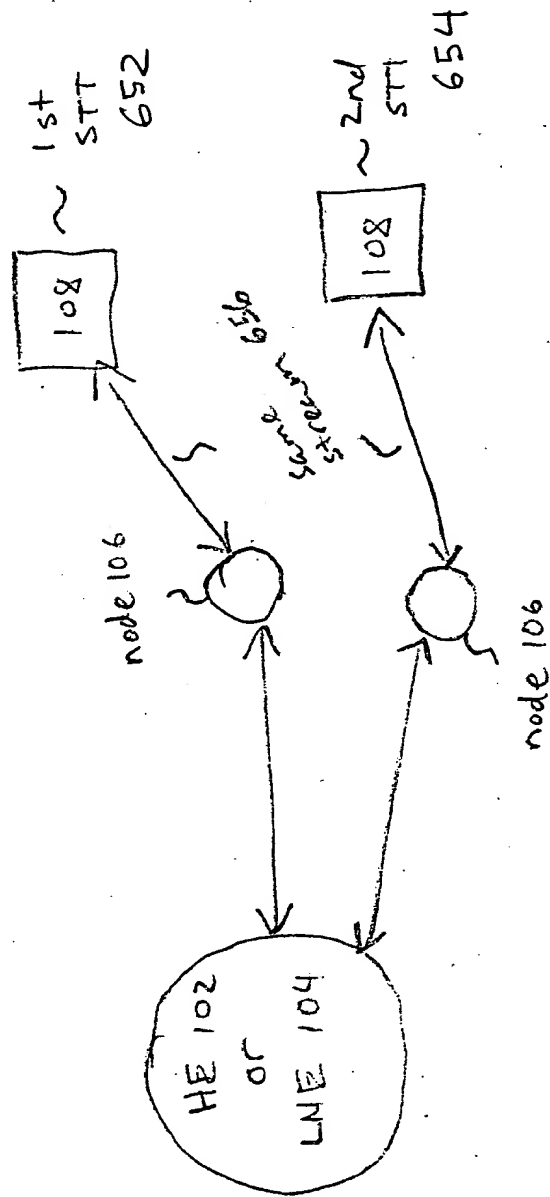 HE 102
or
LNE 104
node 106
node 106
same
stream 656
108
1st
STT
652
108
2nd
STT
654